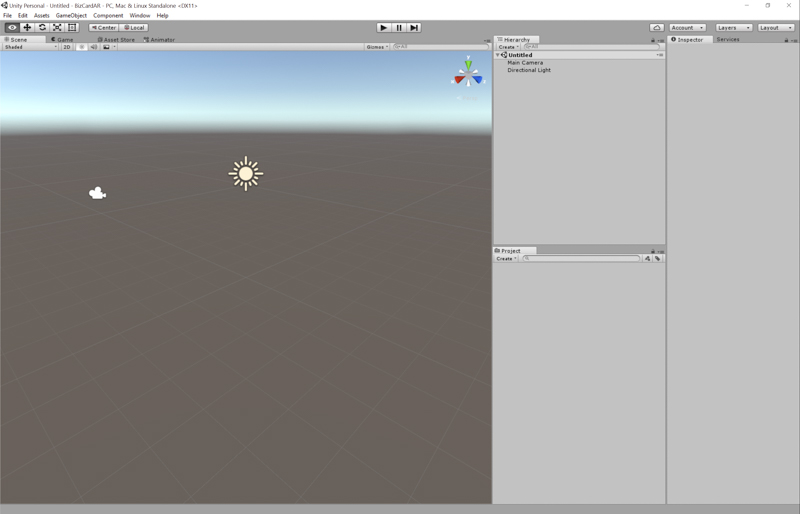 Unity Personal - Untitled - BizCardAR - PC, Mac & Linux Standalone <DX11>
File Edit Assets GameObject Component Window Help
Center Local Account Layers Layout
Scene Game Asset Store Animator
Shaded 2D Gizmos All
Hierarchy
Create All
Untitled
Main Camera
Directional Light
Project
Create
Inspector Services